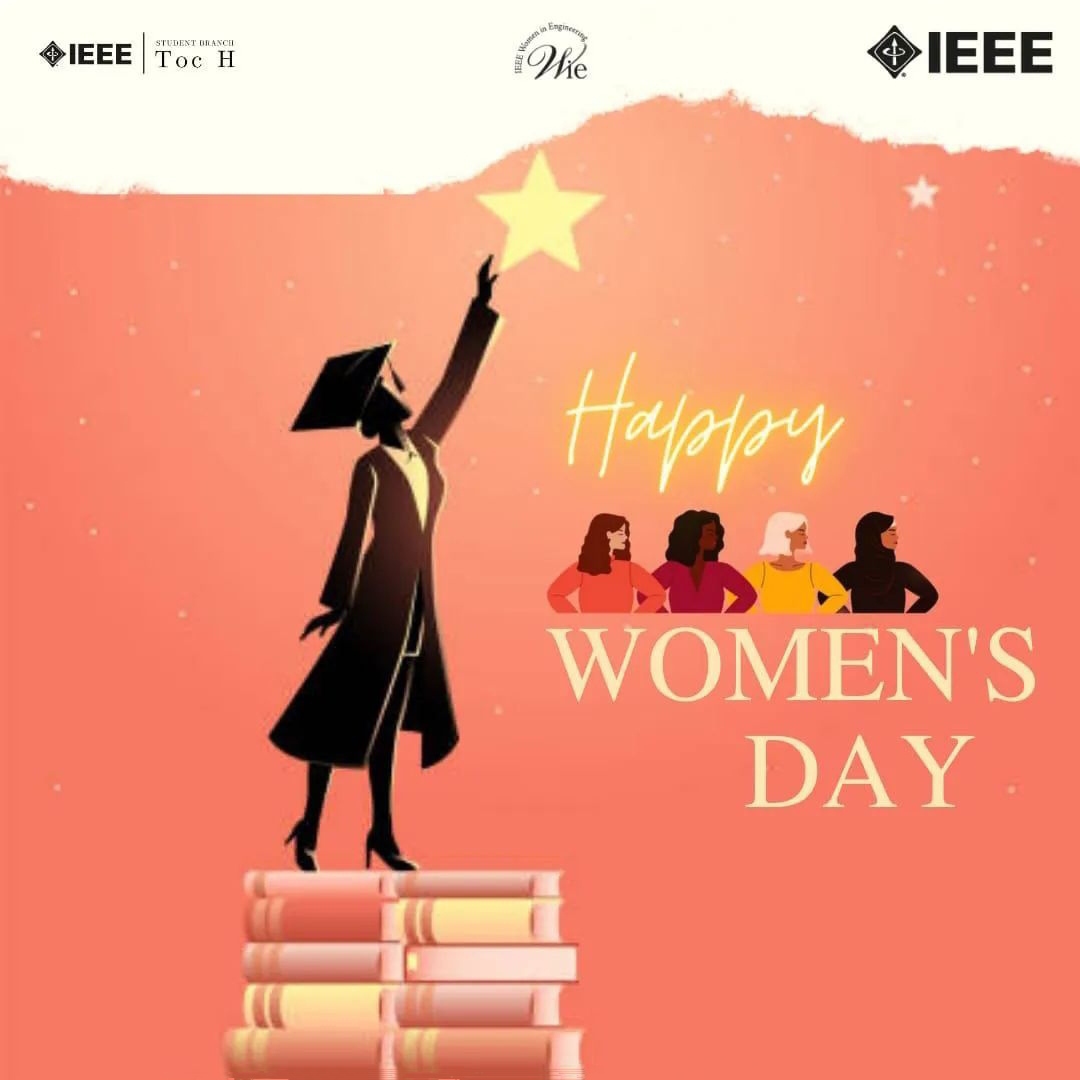 IEEE
STUDENT BRANCH
Toc H
IEEE Women in Engineering
Wie
IEEE
Happy
WOMEN'S
DAY